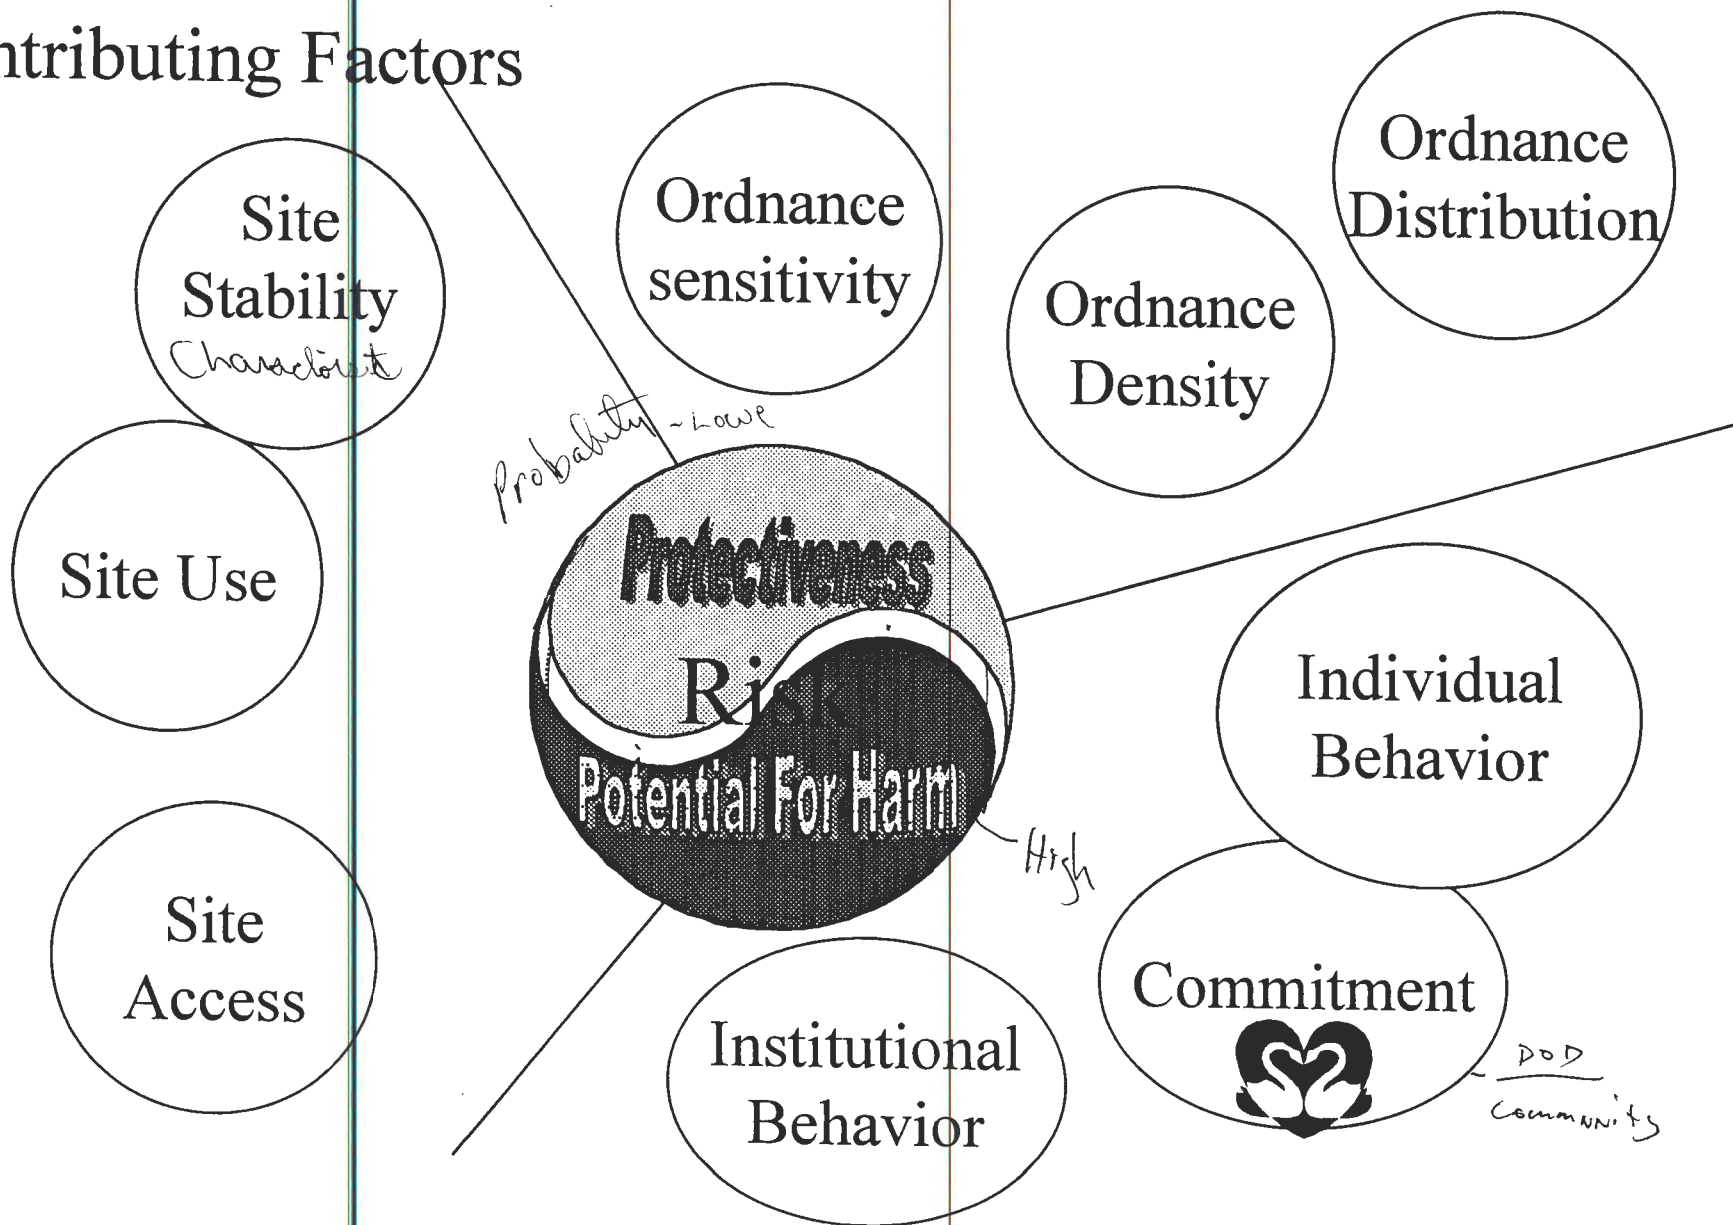 ntributing Factors
Site
Stability
Ordnance
sensitivity
Ordnance
Density
Ordnance
Distribution
Probability - Lowe
Site Use
Protectiveness
Risk
Potential For Harm
High
Individual
Behavior
Site
Access
Institutional
Behavior
Commitment
DOD
Community